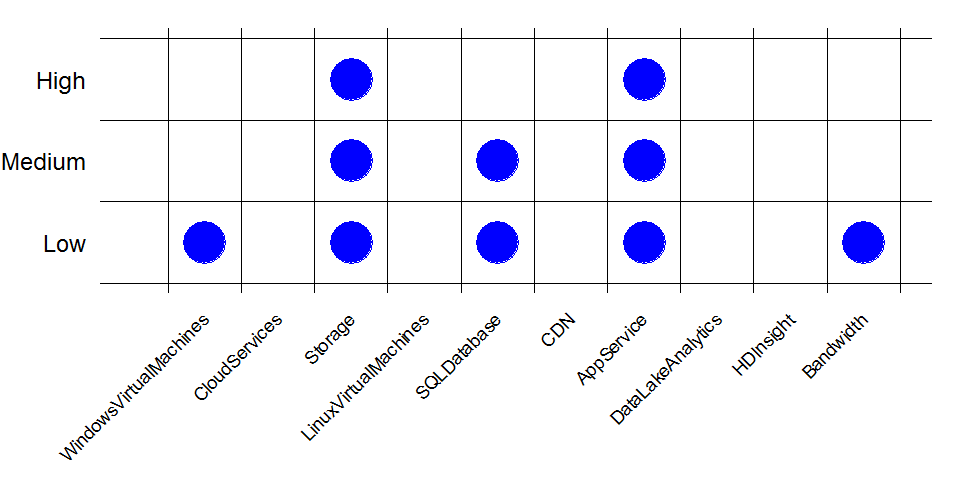 High
Medium
Low
WindowsVirtualMachines
CloudServices
Storage
LinuxVirtualMachines
SQLDatabase
CDN
AppService
DataLakeAnalytics
HDInsight
Bandwidth